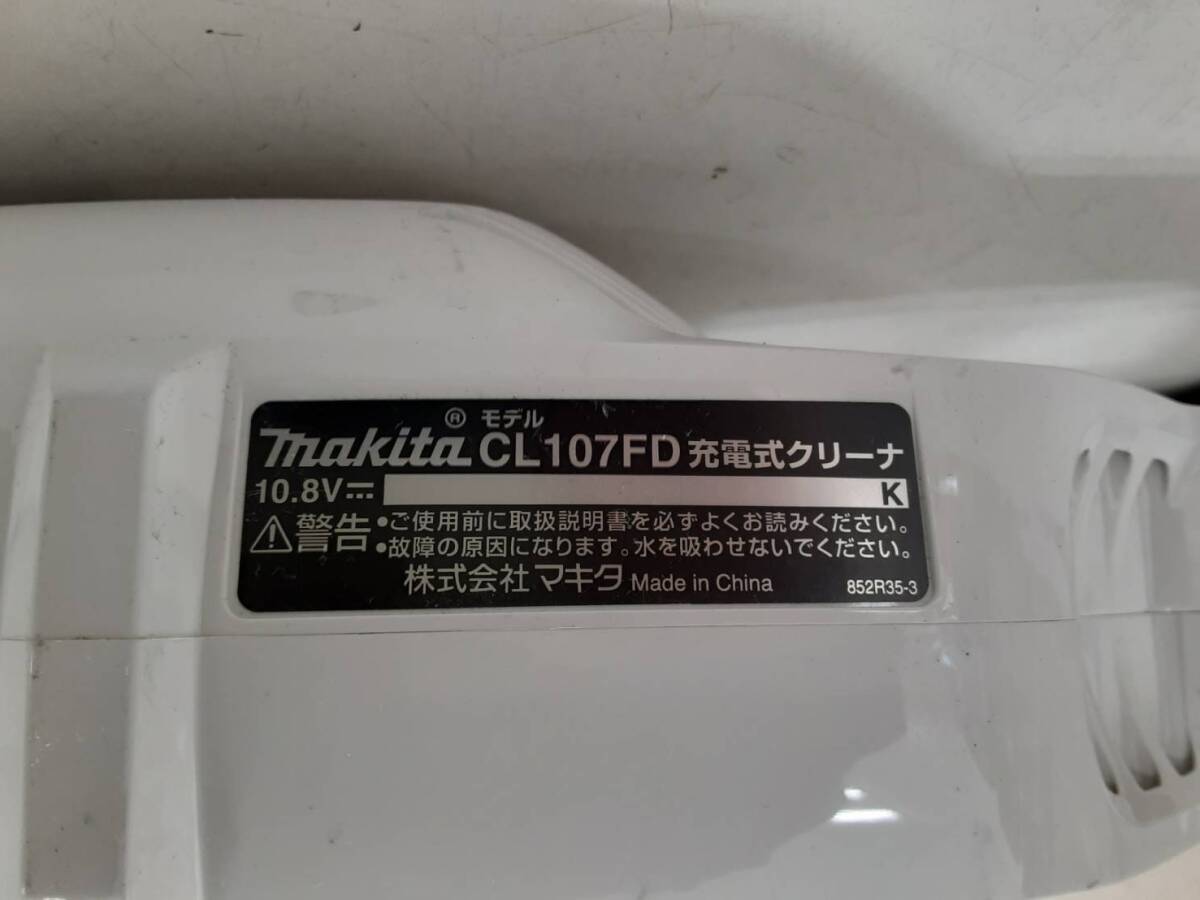 makita® モデル CL107FD 充電式クリーナ
10.8V⎓ K
⚠警告 •ご使用前に取扱説明書を必ずよくお読みください。
•故障の原因になります。水を吸わせないでください。
株式会社マキタ Made in China 852R35-3